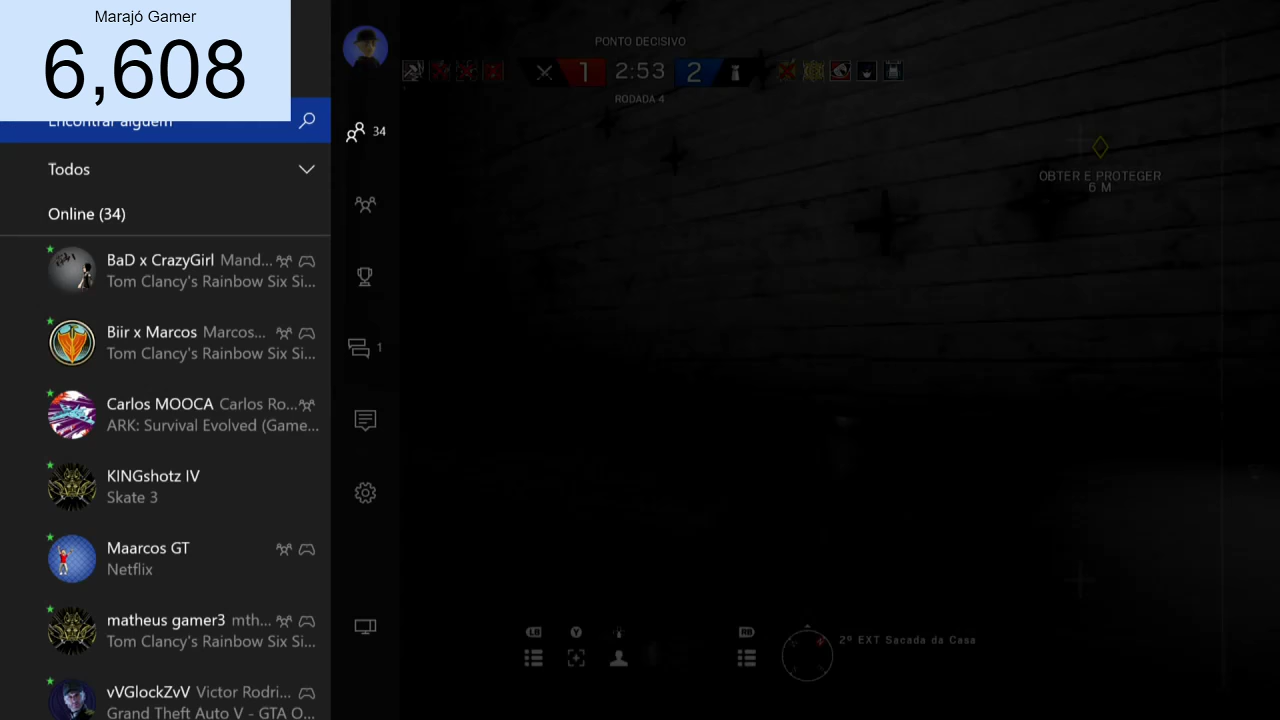 Marajó Gamer
6,608
Encontrar alguém
Todos
Online (34)
BaD x CrazyGirl Mand...
Tom Clancy's Rainbow Six Si...
Biir x Marcos Marcos...
Tom Clancy's Rainbow Six Si...
Carlos MOOCA Carlos Ro...
ARK: Survival Evolved (Game...
KINGshotz IV
Skate 3
Maarcos GT
Netflix
matheus gamer3 mth...
Tom Clancy's Rainbow Six Si...
vVGlockZvV Victor Rodri...
Grand Theft Auto V - GTA O...
34
1
PONTO DECISIVO
1 2:53 2
RODADA 4
OBTER E PROTEGER
6 M
LB Y RB
2º EXT Sacada da Casa